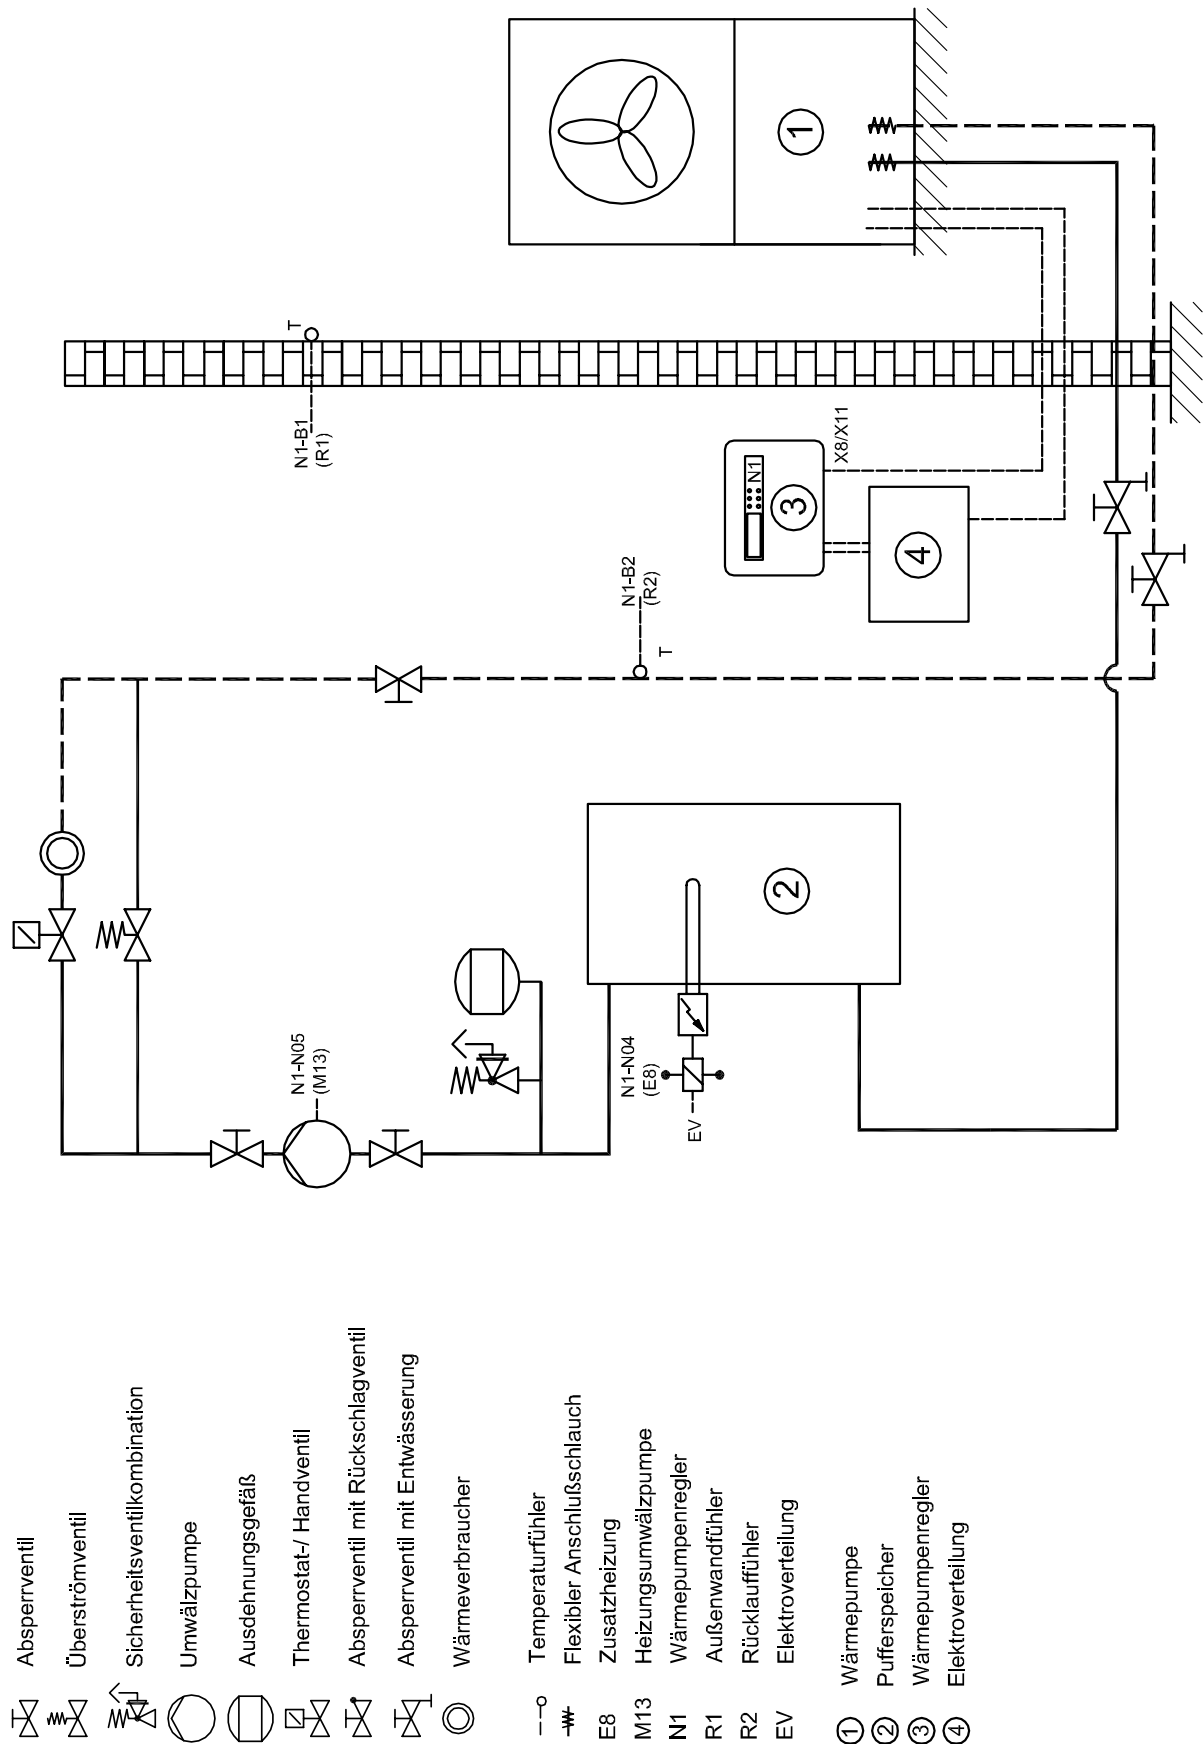 N1-B1
(R1)
T
1
N1
3
X8/X11
4
N1-B2
(R2)
T
N1-N05
(M13)
2
N1-N04
(E8)
EV
Absperrventil
Überströmventil
Sicherheitsventilkombination
Umwälzpumpe
Ausdehnungsgefäß
Thermostat-/ Handventil
Absperrventil mit Rückschlagventil
Absperrventil mit Entwässerung
Wärmeverbraucher
Temperaturfühler
Flexibler Anschlußschlauch
E8 Zusatzheizung
M13 Heizungsumwälzpumpe
N1 Wärmepumpenregler
R1 Außenwandfühler
R2 Rücklauffühler
EV Elektroverteilung
1 Wärmepumpe
2 Pufferspeicher
3 Wärmepumpenregler
4 Elektroverteilung